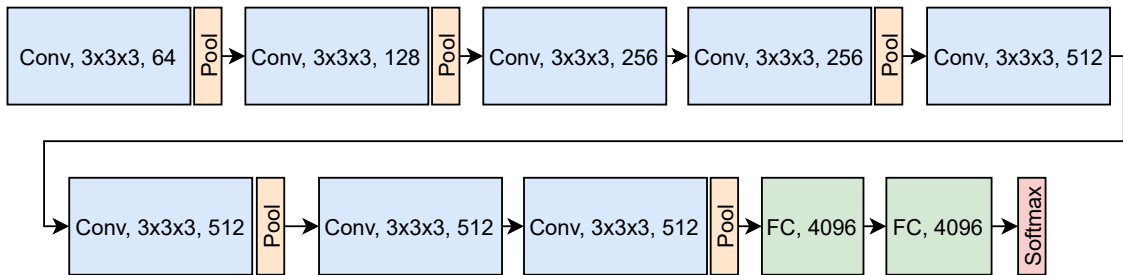 Conv, 3x3x3, 64
Pool
Conv, 3x3x3, 128
Pool
Conv, 3x3x3, 256
Conv, 3x3x3, 256
Pool
Conv, 3x3x3, 512
Conv, 3x3x3, 512
Pool
Conv, 3x3x3, 512
Conv, 3x3x3, 512
Pool
FC, 4096
FC, 4096
Softmax